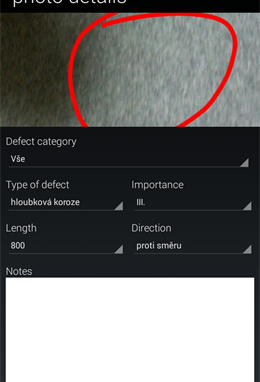 photo details
Defect category
Vše
Type of defect
Importance
hloubková koroze
III.
Length
Direction
800
proti směru
Notes